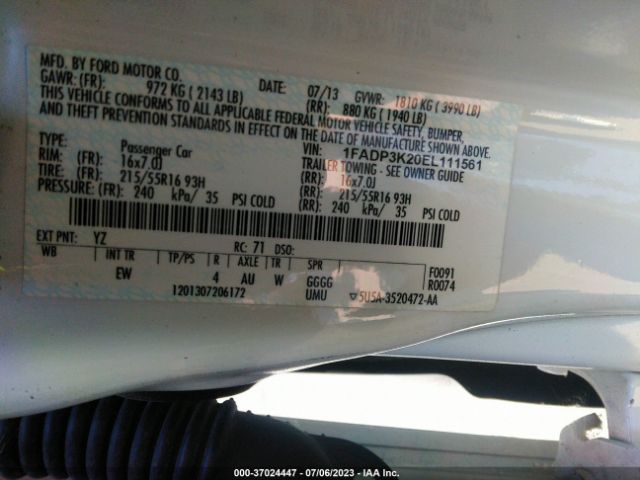 MFD. BY FORD MOTOR CO.
DATE: 07/13 GVWR: 1810 KG ( 3990 LB)
GAWR: (FR): 972 KG ( 2143 LB) (RR): 880 KG ( 1940 LB)
THIS VEHICLE CONFORMS TO ALL APPLICABLE FEDERAL MOTOR VEHICLE SAFETY, BUMPER,
AND THEFT PREVENTION STANDARDS IN EFFECT ON THE DATE OF MANUFACTURE SHOWN ABOVE.
VIN: 1FADP3K20EL111561
TYPE: Passenger Car TRAILER TOWING - SEE OWNER GUIDE
RIM: (FR): 16x7.0J (RR): 16x7.0J
TIRE: (FR): 215/55R16 93H (RR): 215/55R16 93H
PRESSURE: (FR): 240 kPa/ 35 PSI COLD (RR): 240 kPa/ 35 PSI COLD
EXT PNT: YZ RC: 71 DSO:
WB INT TR TP/PS R AXLE TR SPR F0091
EW 4 AU W GGGG R0074
1201307206172 UMU 5U5A-3520472-AA
000-37024447 - 07/06/2023 - IAA Inc.